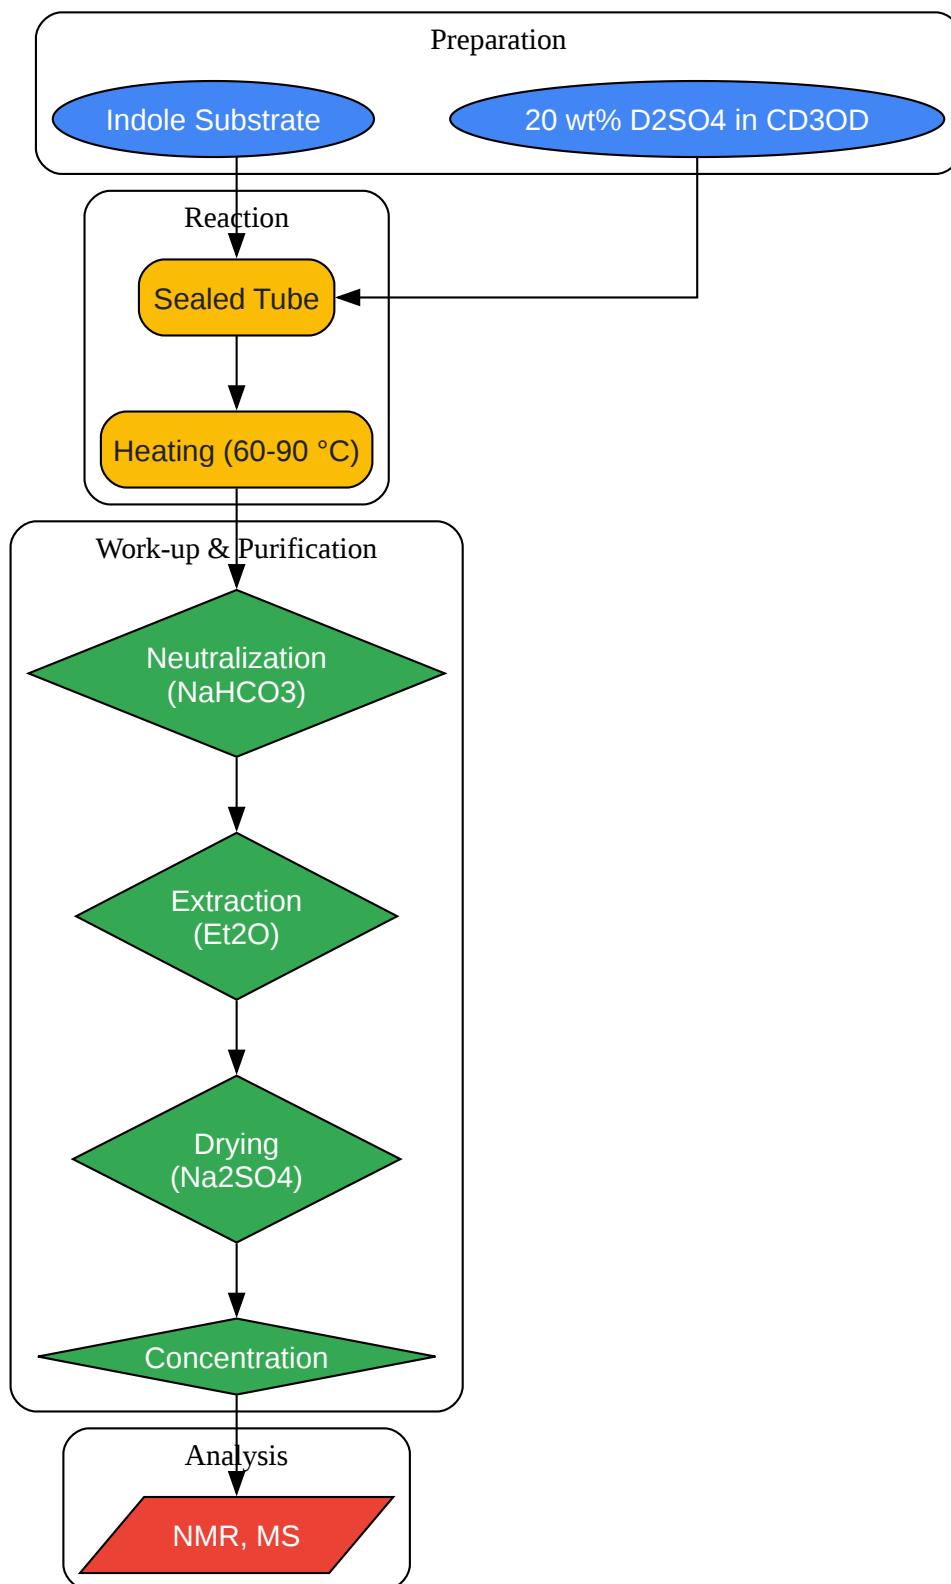 Preparation
Indole Substrate
20 wt% D2SO4 in CD3OD
Reaction
Sealed Tube
Heating (60-90 °C)
Work-up & Purification
Neutralization
(NaHCO3)
Extraction
(Et2O)
Drying
(Na2SO4)
Concentration
Analysis
NMR, MS